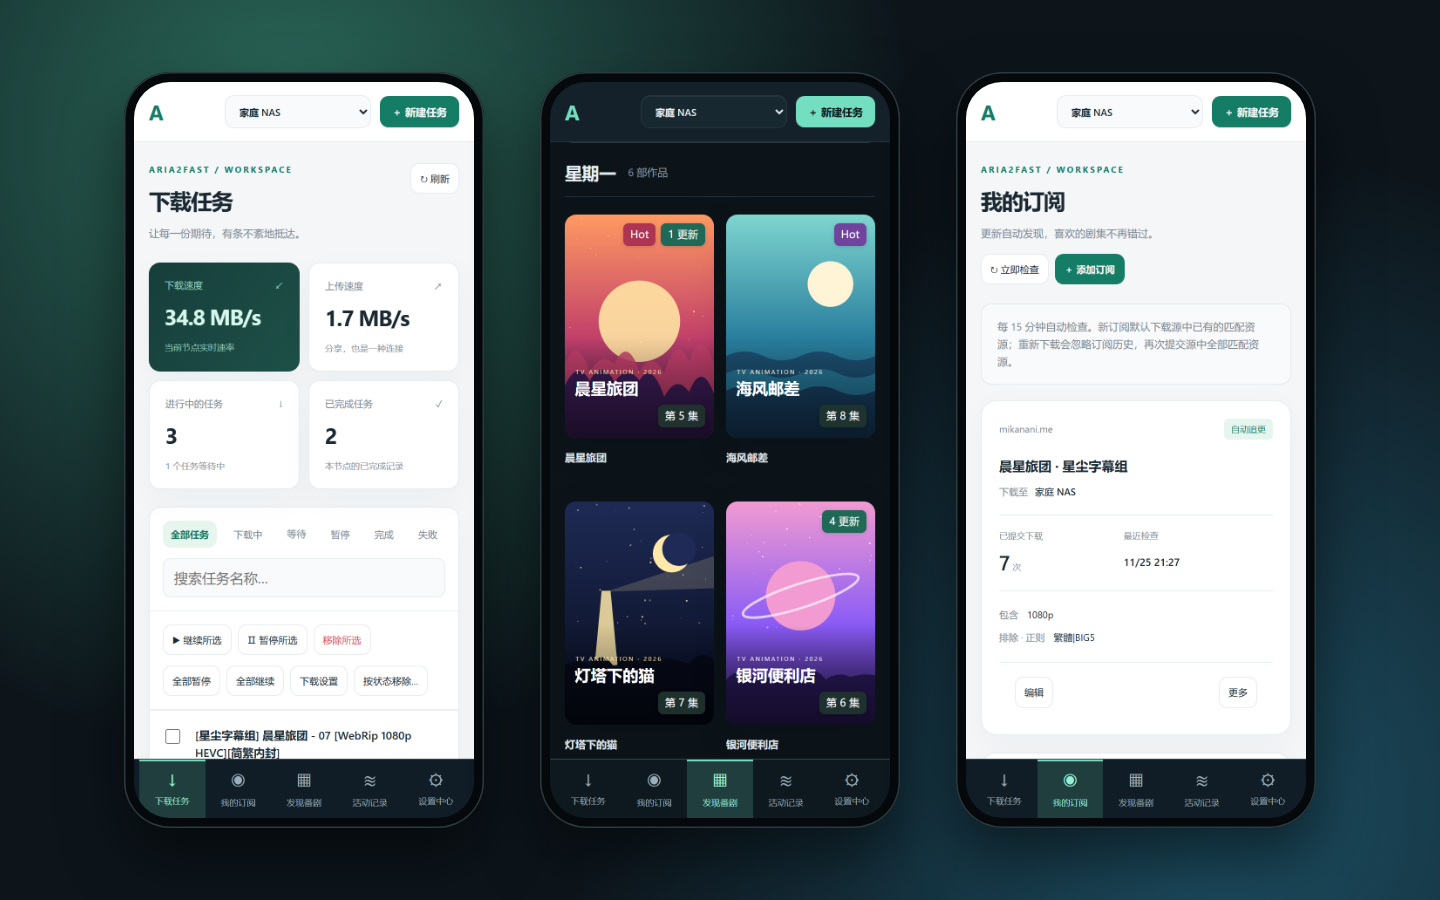 A
家庭 NAS
+ 新建任务
ARIA2FAST / WORKSPACE
↻ 刷新
下载任务
让每一份期待，有条不紊地抵达。
下载速度 ↙
34.8 MB/s
当前节点实时速率
上传速度 ↗
1.7 MB/s
分享，也是一种连接
进行中的任务 ↓
3
1 个任务等待中
已完成任务 ✓
2
本节点的已完成记录
全部任务 下载中 等待 暂停 完成 失败
搜索任务名称...
▶ 继续所选 II 暂停所选 移除所选
全部暂停 全部继续 下载设置 按状态移除...
[星尘字幕组] 晨星旅团 - 07 [WebRip 1080p
HEVC][简繁内封]
下载任务 我的订阅 发现番剧 活动记录 设置中心
A
家庭 NAS
+ 新建任务
星期一 6 部作品
Hot 1 更新
TV ANIMATION · 2026
晨星旅团
第 5 集
晨星旅团
Hot
TV ANIMATION · 2026
海风邮差
第 8 集
海风邮差
TV ANIMATION · 2026
灯塔下的猫
第 7 集
灯塔下的猫
4 更新
TV ANIMATION · 2026
银河便利店
第 6 集
银河便利店
下载任务 我的订阅 发现番剧 活动记录 设置中心
A
家庭 NAS
+ 新建任务
ARIA2FAST / WORKSPACE
我的订阅
更新自动发现，喜欢的剧集不再错过。
↻ 立即检查 + 添加订阅
每 15 分钟自动检查。新订阅默认下载源中已有的匹配资
源；重新下载会忽略订阅历史，再次提交源中全部匹配资
源。
mikanani.me 自动追更
晨星旅团 · 星尘字幕组
下载至 家庭 NAS
已提交下载 最近检查
7 次 11/25 21:27
包含 1080p
排除 · 正则 繁體|BIG5
编辑 更多
下载任务 我的订阅 发现番剧 活动记录 设置中心